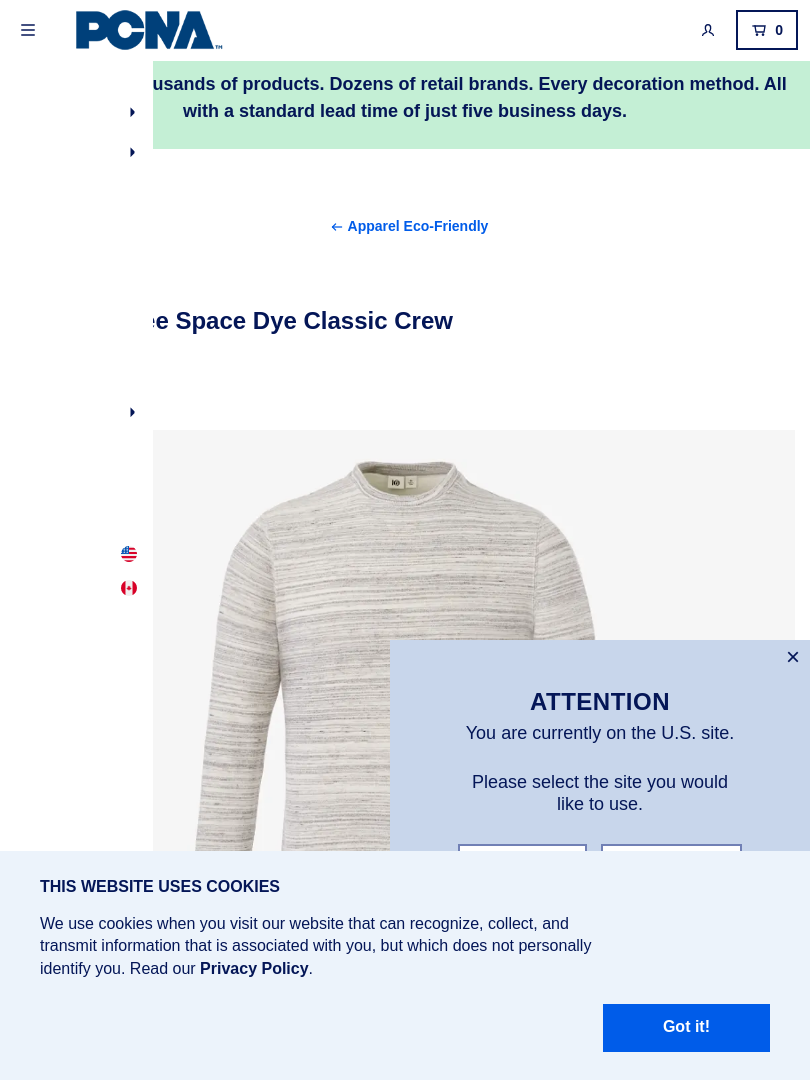 PCNA™
0
usands of products. Dozens of retail brands. Every decoration method. All
with a standard lead time of just five business days.
Apparel Eco-Friendly
ee Space Dye Classic Crew
ATTENTION
You are currently on the U.S. site.
Please select the site you would
like to use.
THIS WEBSITE USES COOKIES
We use cookies when you visit our website that can recognize, collect, and
transmit information that is associated with you, but which does not personally
identify you. Read our Privacy Policy.
Got it!